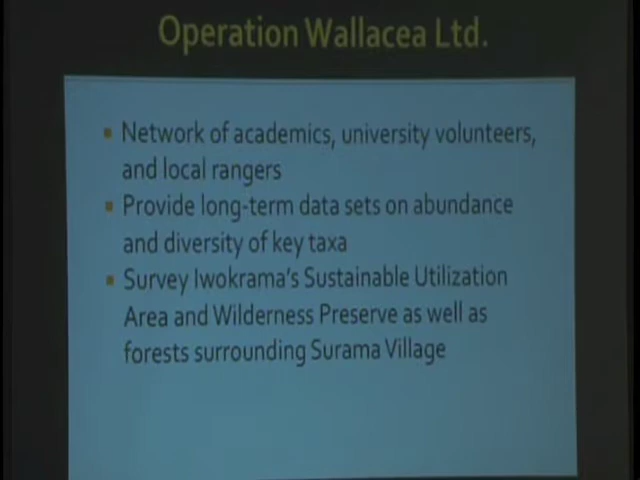 Operation Wallacea Ltd.
Network of academics, university volunteers,
and local rangers
Provide long-term data sets on abundance
and diversity of key taxa
Survey Iwokrama's Sustainable Utilization
Area and Wilderness Preserve as well as
forests surrounding Surama Village